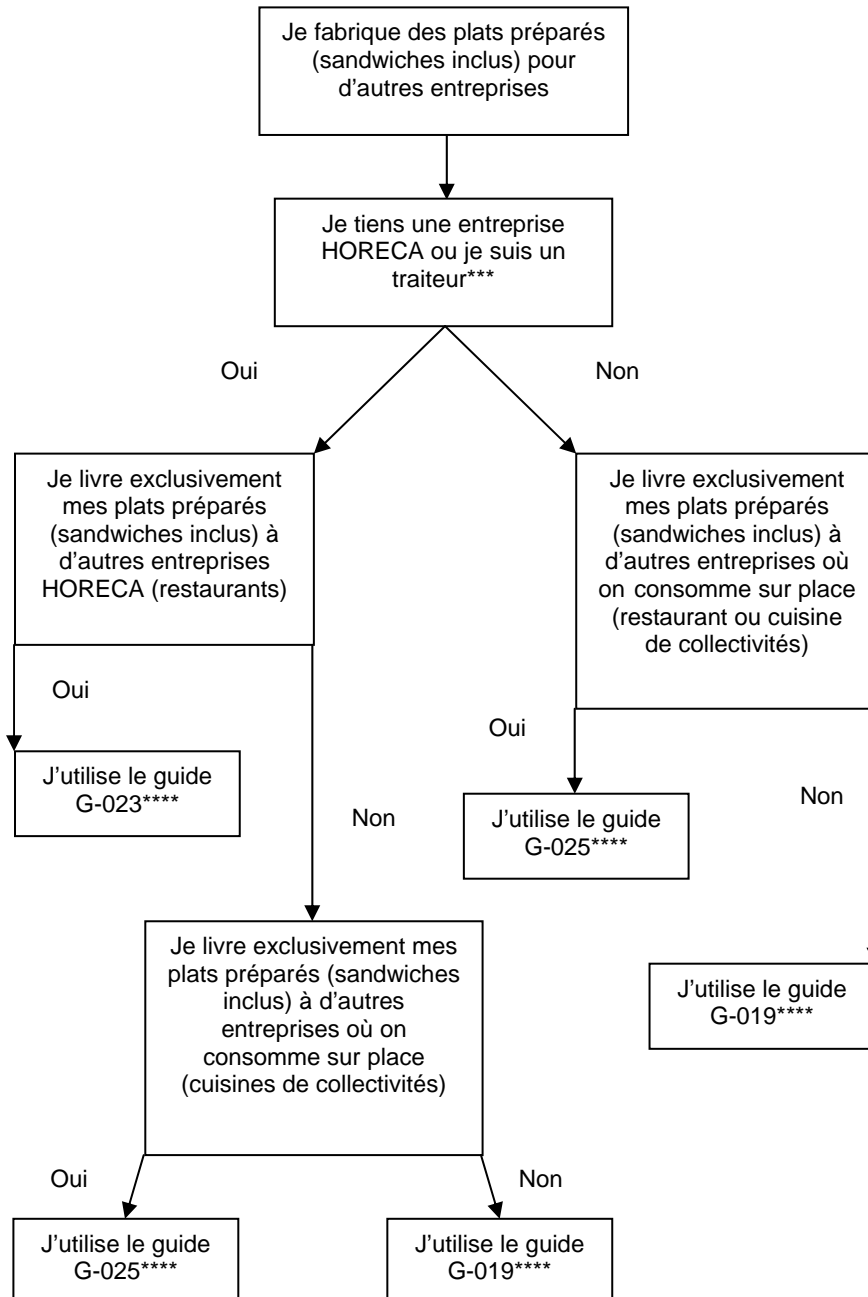 Je fabrique des plats préparés
(sandwiches inclus) pour
d'autres entreprises
Je tiens une entreprise
HORECA ou je suis un
traiteur***
Oui
Non
Je livre exclusivement
mes plats préparés
(sandwiches inclus) à
d'autres entreprises
HORECA (restaurants)
Je livre exclusivement
mes plats préparés
(sandwiches inclus) à
d'autres entreprises où
on consomme sur place
(restaurant ou cuisine
de collectivités)
Oui
J'utilise le guide
G-023****
Non
Oui
J'utilise le guide
G-025****
Non
Je livre exclusivement mes
plats préparés (sandwiches
inclus) à d'autres
entreprises où on
consomme sur place
(cuisines de collectivités)
J'utilise le guide
G-019****
Oui
Non
J'utilise le guide
G-025****
J'utilise le guide
G-019****